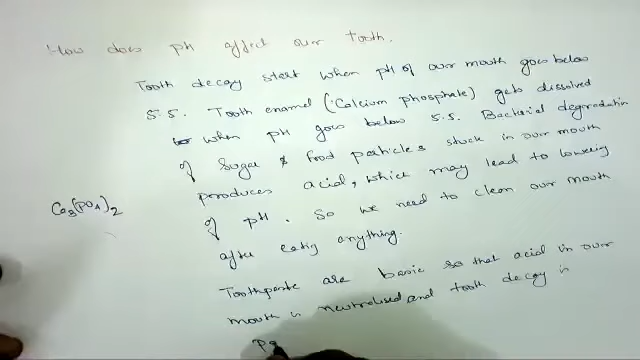 How does pH affect our tooth.
Tooth decay start when pH of our mouth goes below
5.5. Tooth enamel (Calcium phosphate) gets dissolved
when pH goes below 5.5. Bacterial degradation
of sugar & food particles stuck in our mouth
produces acid, which may lead to lowering
of pH. So we need to clean our mouth
after eating anything.
Ca3(PO4)2
Toothpaste are basic so that acid in our
mouth is neutralised and tooth decay is